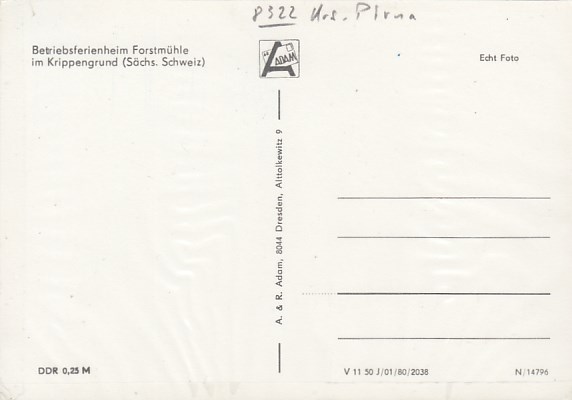 8322 Krs. Pirna
Betriebsferienheim Forstmühle
im Krippengrund (Sächs. Schweiz)
ADAM
Echt Foto
A. & R. Adam, 8044 Dresden, Alttolkewitz 9
DDR 0,25 M
V 11 50 J/01/80/2038
N/14796